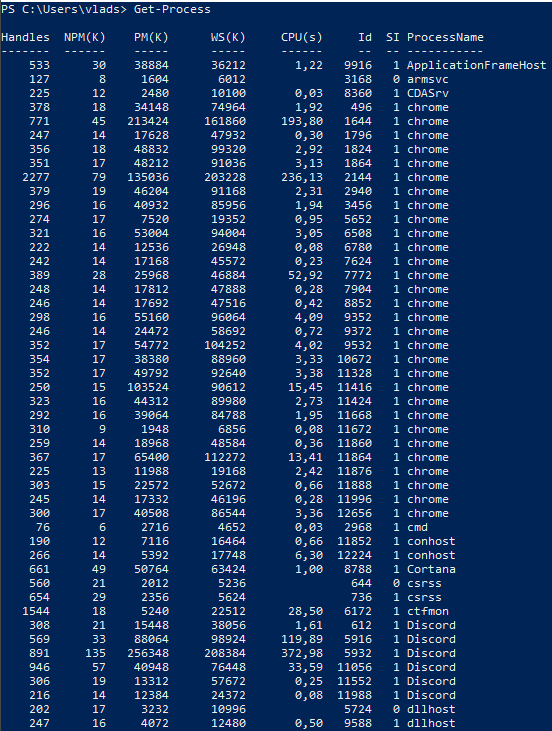 PS C:\Users\vlads> Get-Process
Handles  NPM(K)    PM(K)      WS(K)     CPU(s)     Id  SI ProcessName
-------  ------    -----      -----     ------     --  -- -----------
    533      30    38884      36212       1,22   9916   1 ApplicationFrameHost
    127       8     1604       6012              3168   0 armsvc
    225      12     2480      10100       0,03   8360   1 CDASrv
    378      18    34148      74964       1,92    496   1 chrome
    771      45   213424     161860     193,80   1644   1 chrome
    247      14    17628      47932       0,30   1796   1 chrome
    356      18    48832      99320       2,92   1824   1 chrome
    351      17    48212      91036       3,13   1864   1 chrome
   2277      79   135036     203228     236,13   2144   1 chrome
    379      19    46204      91168       2,31   2940   1 chrome
    296      16    40932      85956       1,94   3456   1 chrome
    274      17     7520      19352       0,95   5652   1 chrome
    321      16    53004      94004       3,05   6508   1 chrome
    222      14    12536      26948       0,08   6780   1 chrome
    242      14    17168      45572       0,23   7624   1 chrome
    389      28    25968      46884      52,92   7772   1 chrome
    248      14    17812      47888       0,28   7904   1 chrome
    246      14    17692      47516       0,42   8852   1 chrome
    298      16    55160      96064       4,09   9352   1 chrome
    246      14    24472      58692       0,72   9372   1 chrome
    352      17    54772     104252       4,02   9532   1 chrome
    354      17    38380      88960       3,33  10672   1 chrome
    352      17    49792      92640       3,38  11328   1 chrome
    250      15   103524      90612      15,45  11416   1 chrome
    323      16    44312      89980       2,73  11424   1 chrome
    292      16    39064      84788       1,95  11668   1 chrome
    310       9     1948       6856       0,08  11672   1 chrome
    259      14    18968      48584       0,36  11860   1 chrome
    367      17    65400     112272      13,41  11864   1 chrome
    225      13    11988      19168       2,42  11876   1 chrome
    303      15    22572      52672       0,66  11888   1 chrome
    245      14    17332      46196       0,28  11996   1 chrome
    300      17    40508      86544       3,36  12656   1 chrome
     76       6     2716       4652       0,03   2968   1 cmd
    190      12     7116      16464       0,66  11852   1 conhost
    266      14     5392      17748       6,30  12224   1 conhost
    661      49    50764      63424       1,00   8788   1 Cortana
    560      21     2012       5236               644   0 csrss
    654      29     2356       5624               736   1 csrss
   1544      18     5240      22512      28,50   6172   1 ctfmon
    308      21    15448      38056       1,61    612   1 Discord
    569      33    88064      98924     119,89   5916   1 Discord
    891     135   256348     208384     372,98   5932   1 Discord
    946      57    40948      76448      33,59  11056   1 Discord
    306      19    13312      57672       0,25  11552   1 Discord
    216      14    12384      24372       0,08  11988   1 Discord
    202      17     3232      10996              5724   0 dllhost
    247      16     4072      12480       0,50   9588   1 dllhost